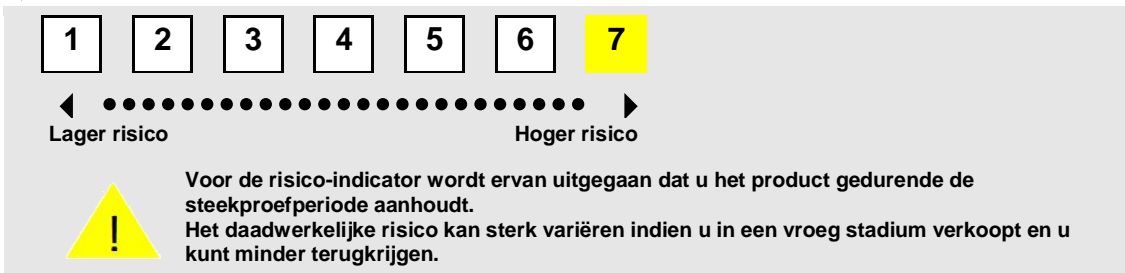 1 2 3 4 5 6 7
Lager risico Hoger risico
! Voor de risico-indicator wordt ervan uitgegaan dat u het product gedurende de
steekproefperiode aanhoudt.
Het daadwerkelijke risico kan sterk variëren indien u in een vroeg stadium verkoopt en u
kunt minder terugkrijgen.